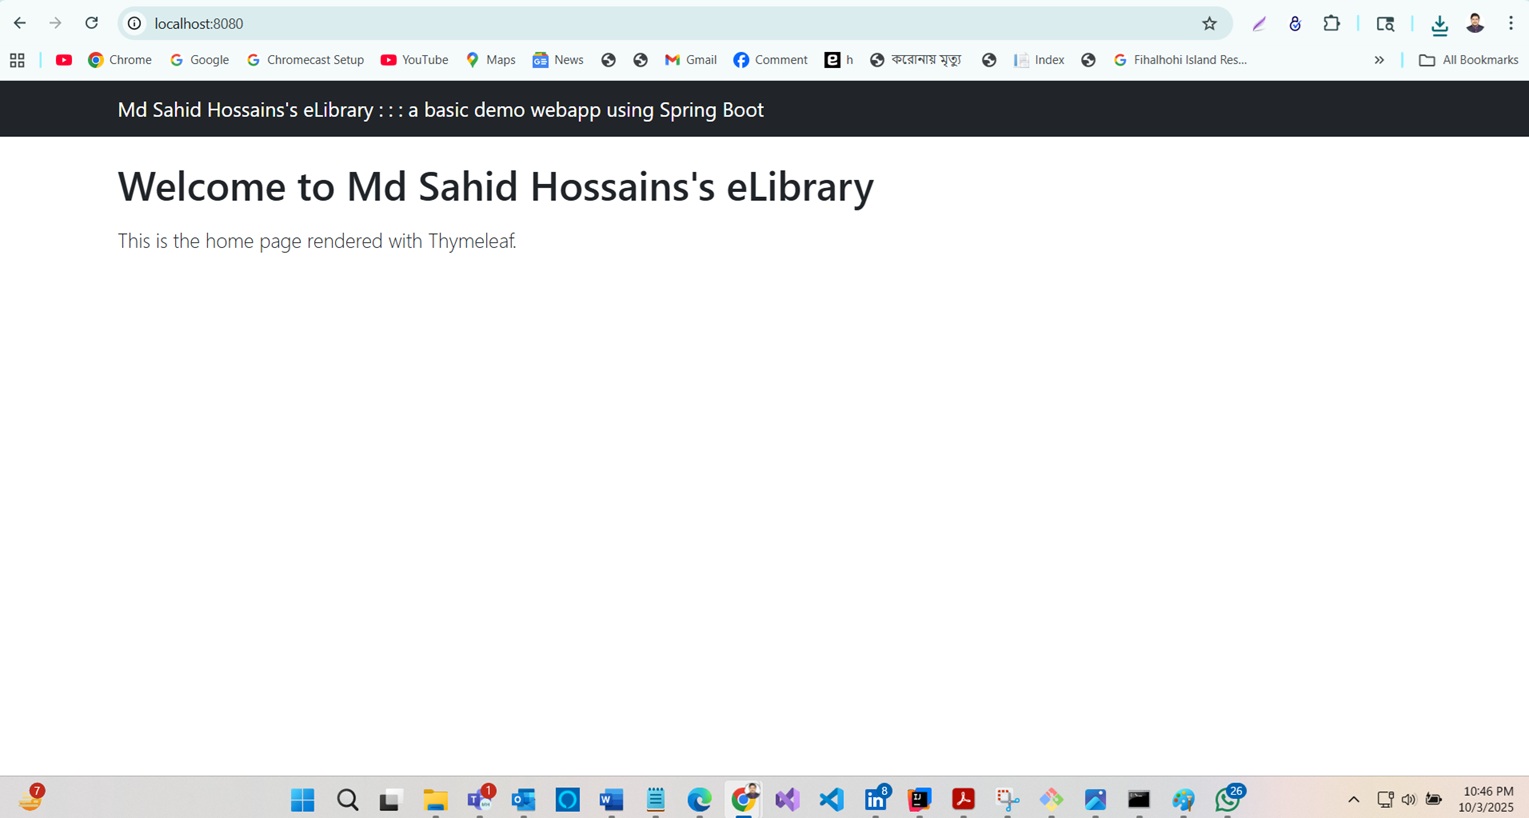 localhost:8080
Chrome Google Chromecast Setup YouTube Maps News Gmail Comment h করোনায় মৃত্যু Index Fihalhohi Island Res... » All Bookmarks
Md Sahid Hossains's eLibrary : : : a basic demo webapp using Spring Boot
Welcome to Md Sahid Hossains's eLibrary
This is the home page rendered with Thymeleaf.
7 1 8 26
10:46 PM
10/3/2025